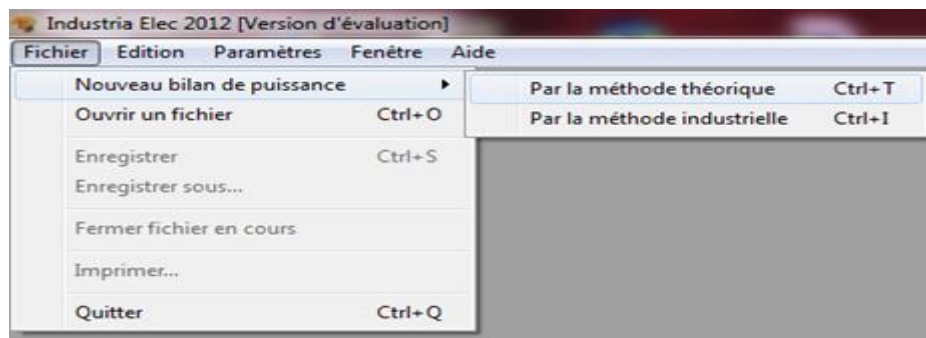 Industria Elec 2012 [Version d'évaluation]
Fichier Edition Paramètres Fenêtre Aide
Nouveau bilan de puissance
Par la méthode théorique Ctrl+T
Ouvrir un fichier Ctrl+O
Par la méthode industrielle Ctrl+I
Enregistrer Ctrl+S
Enregistrer sous...
Fermer fichier en cours
Imprimer...
Quitter Ctrl+Q